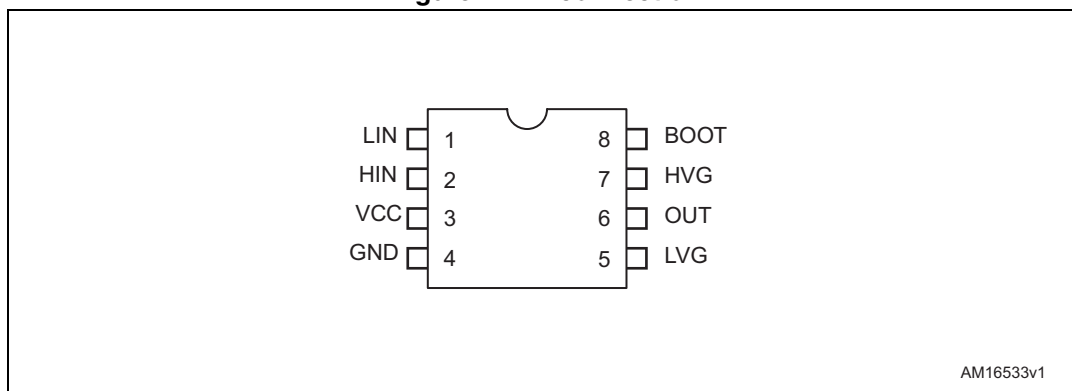 LIN 1 8 BOOT
HIN 2 7 HVG
VCC 3 6 OUT
GND 4 5 LVG
AM16533v1